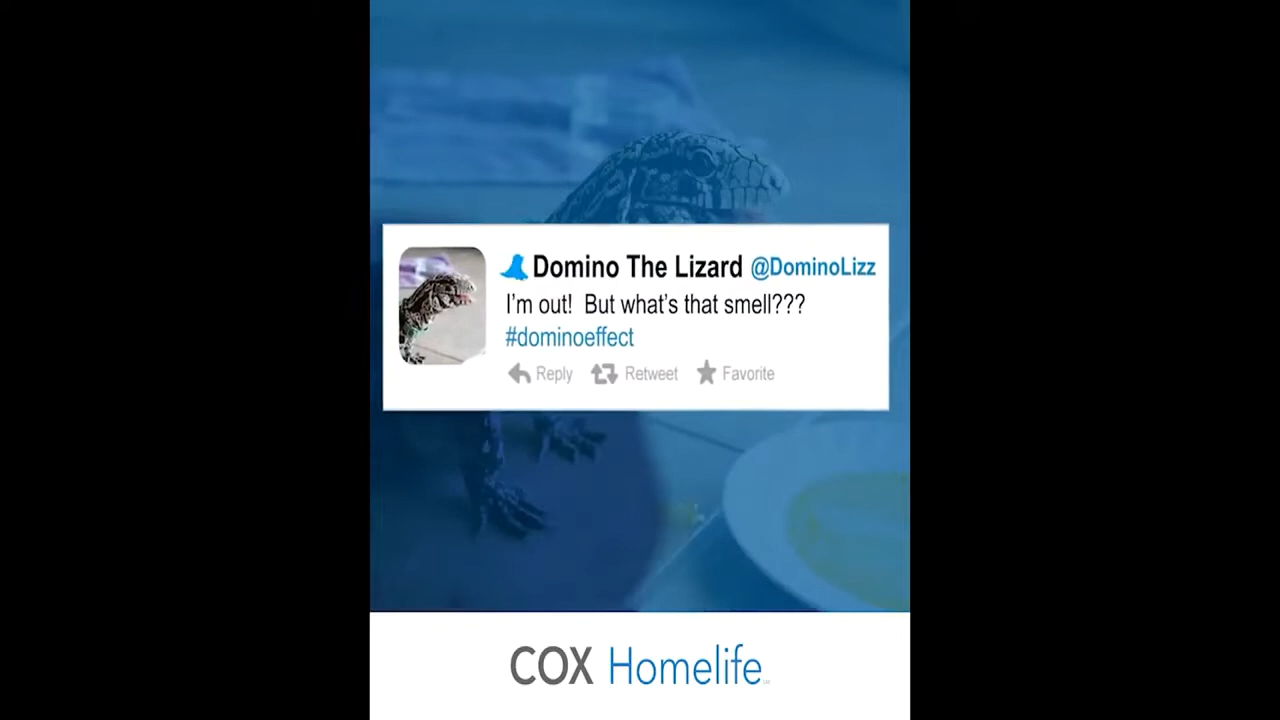 Domino The Lizard @DominoLizz
I'm out! But what's that smell???
#dominoeffect
Reply Retweet Favorite
COX Homelife